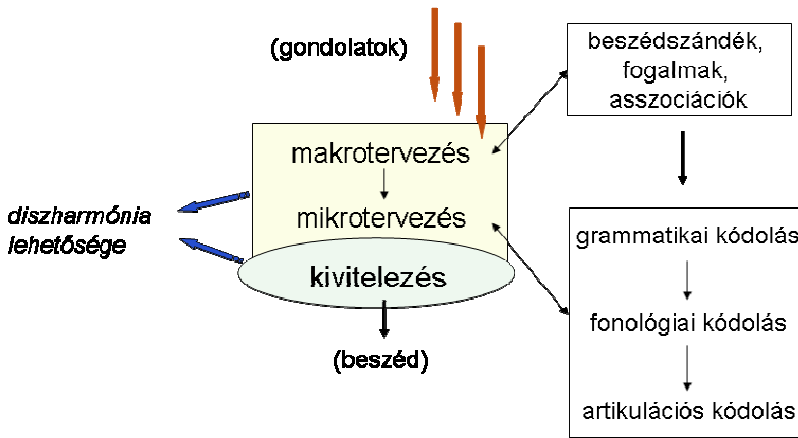 (gondolatok)
beszédszándék,
fogalmak,
asszociációk
makrotervezés
mikrotervezés
kivitelezés
(beszéd)
diszharmónia
lehetősége
grammatikai kódolás
fonológiai kódolás
artikulációs kódolás